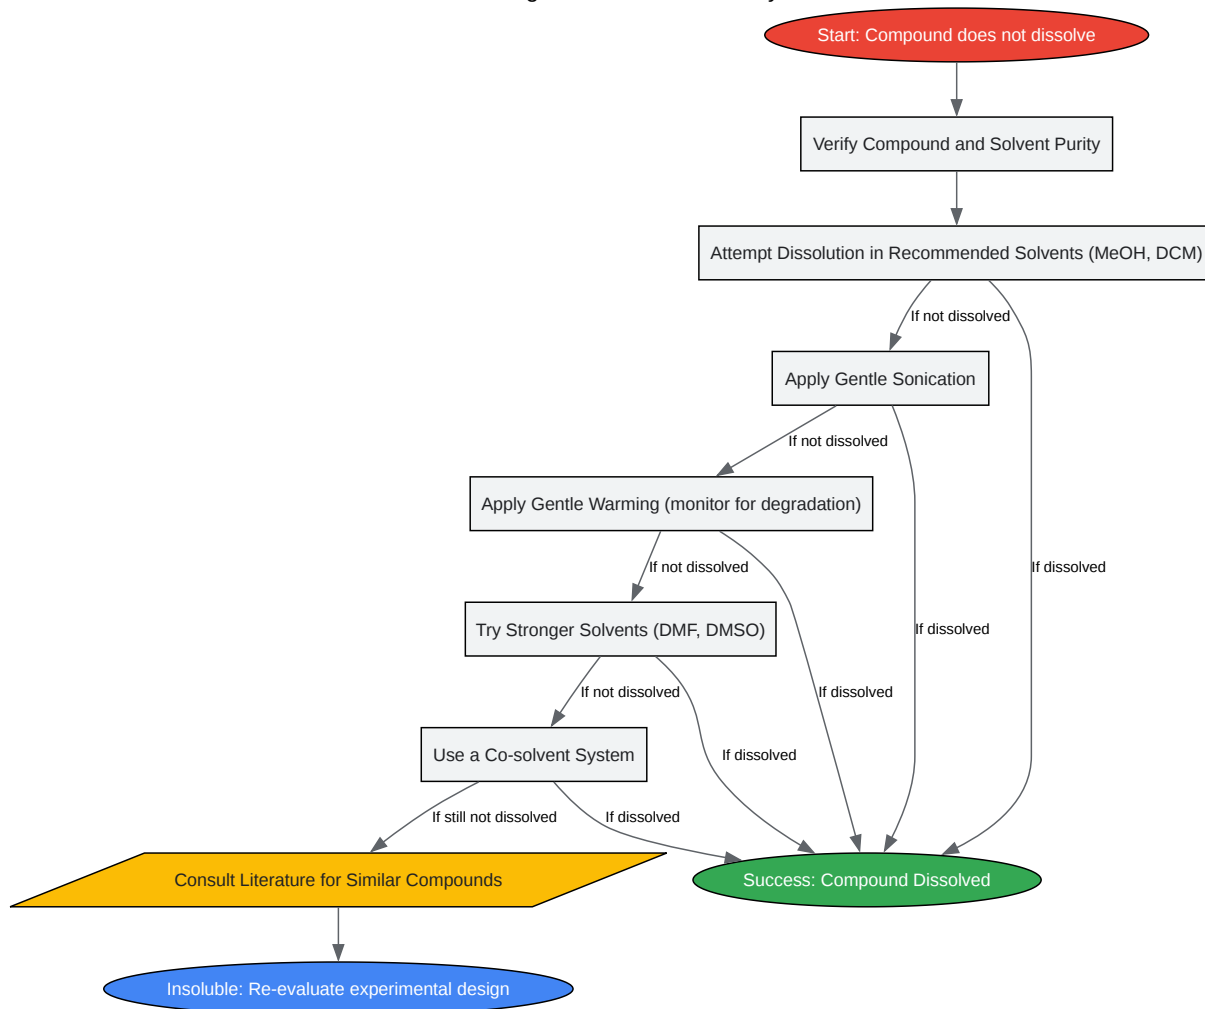 Start: Compound does not dissolve
Verify Compound and Solvent Purity
Attempt Dissolution in Recommended Solvents (MeOH, DCM)
If not dissolved
Apply Gentle Sonication
If not dissolved
Apply Gentle Warming (monitor for degradation)
If not dissolved
If dissolved
Try Stronger Solvents (DMF, DMSO)
If dissolved
If not dissolved
If dissolved
Use a Co-solvent System
If dissolved
If still not dissolved
If dissolved
Consult Literature for Similar Compounds
Success: Compound Dissolved
Insoluble: Re-evaluate experimental design